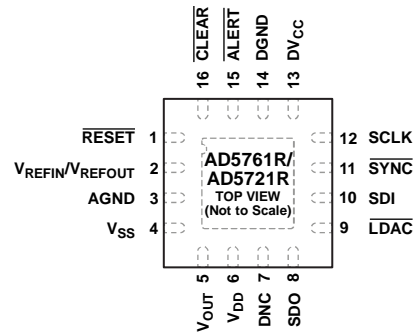 CLEAR
ALERT
DGND
DVCC
16
15
14
13
RESET 1
VREFIN/VREFOUT 2
AGND 3
VSS 4
AD5761R/
AD5721R
TOP VIEW
(Not to Scale)
12 SCLK
11 SYNC
10 SDI
9 LDAC
5
6
7
8
VOUT
VDD
DNC
SDO